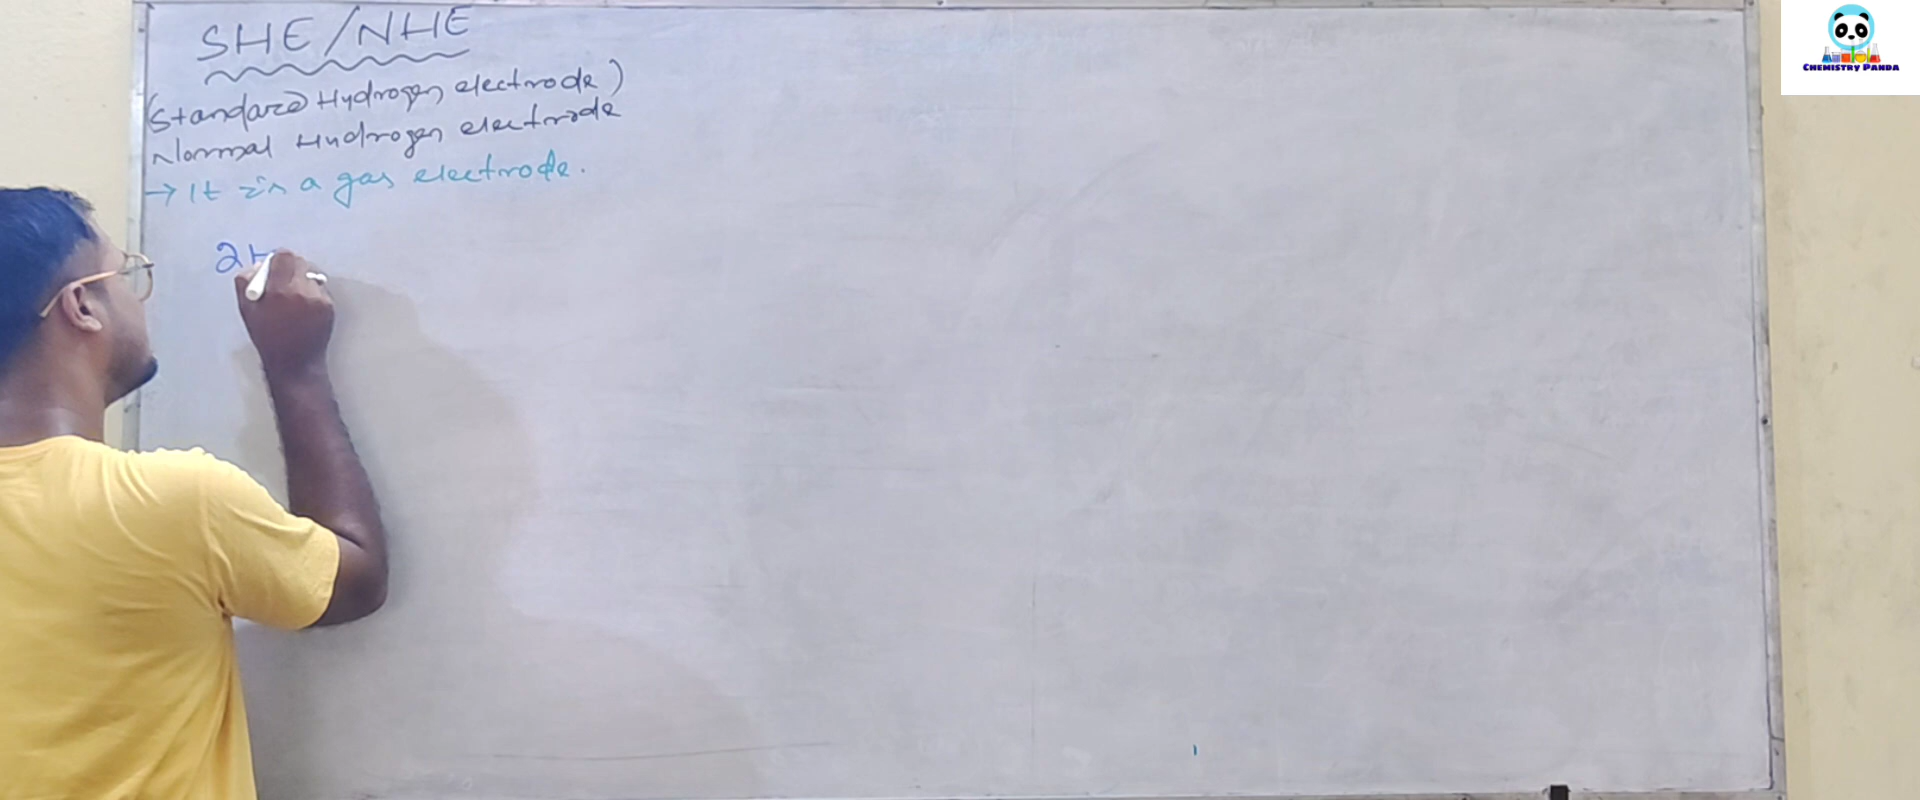 SHE/NHE
(Standard Hydrogen electrode)
Normal Hydrogen electrode
→ It is a gas electrode.
2H
CHEMISTRY PANDA